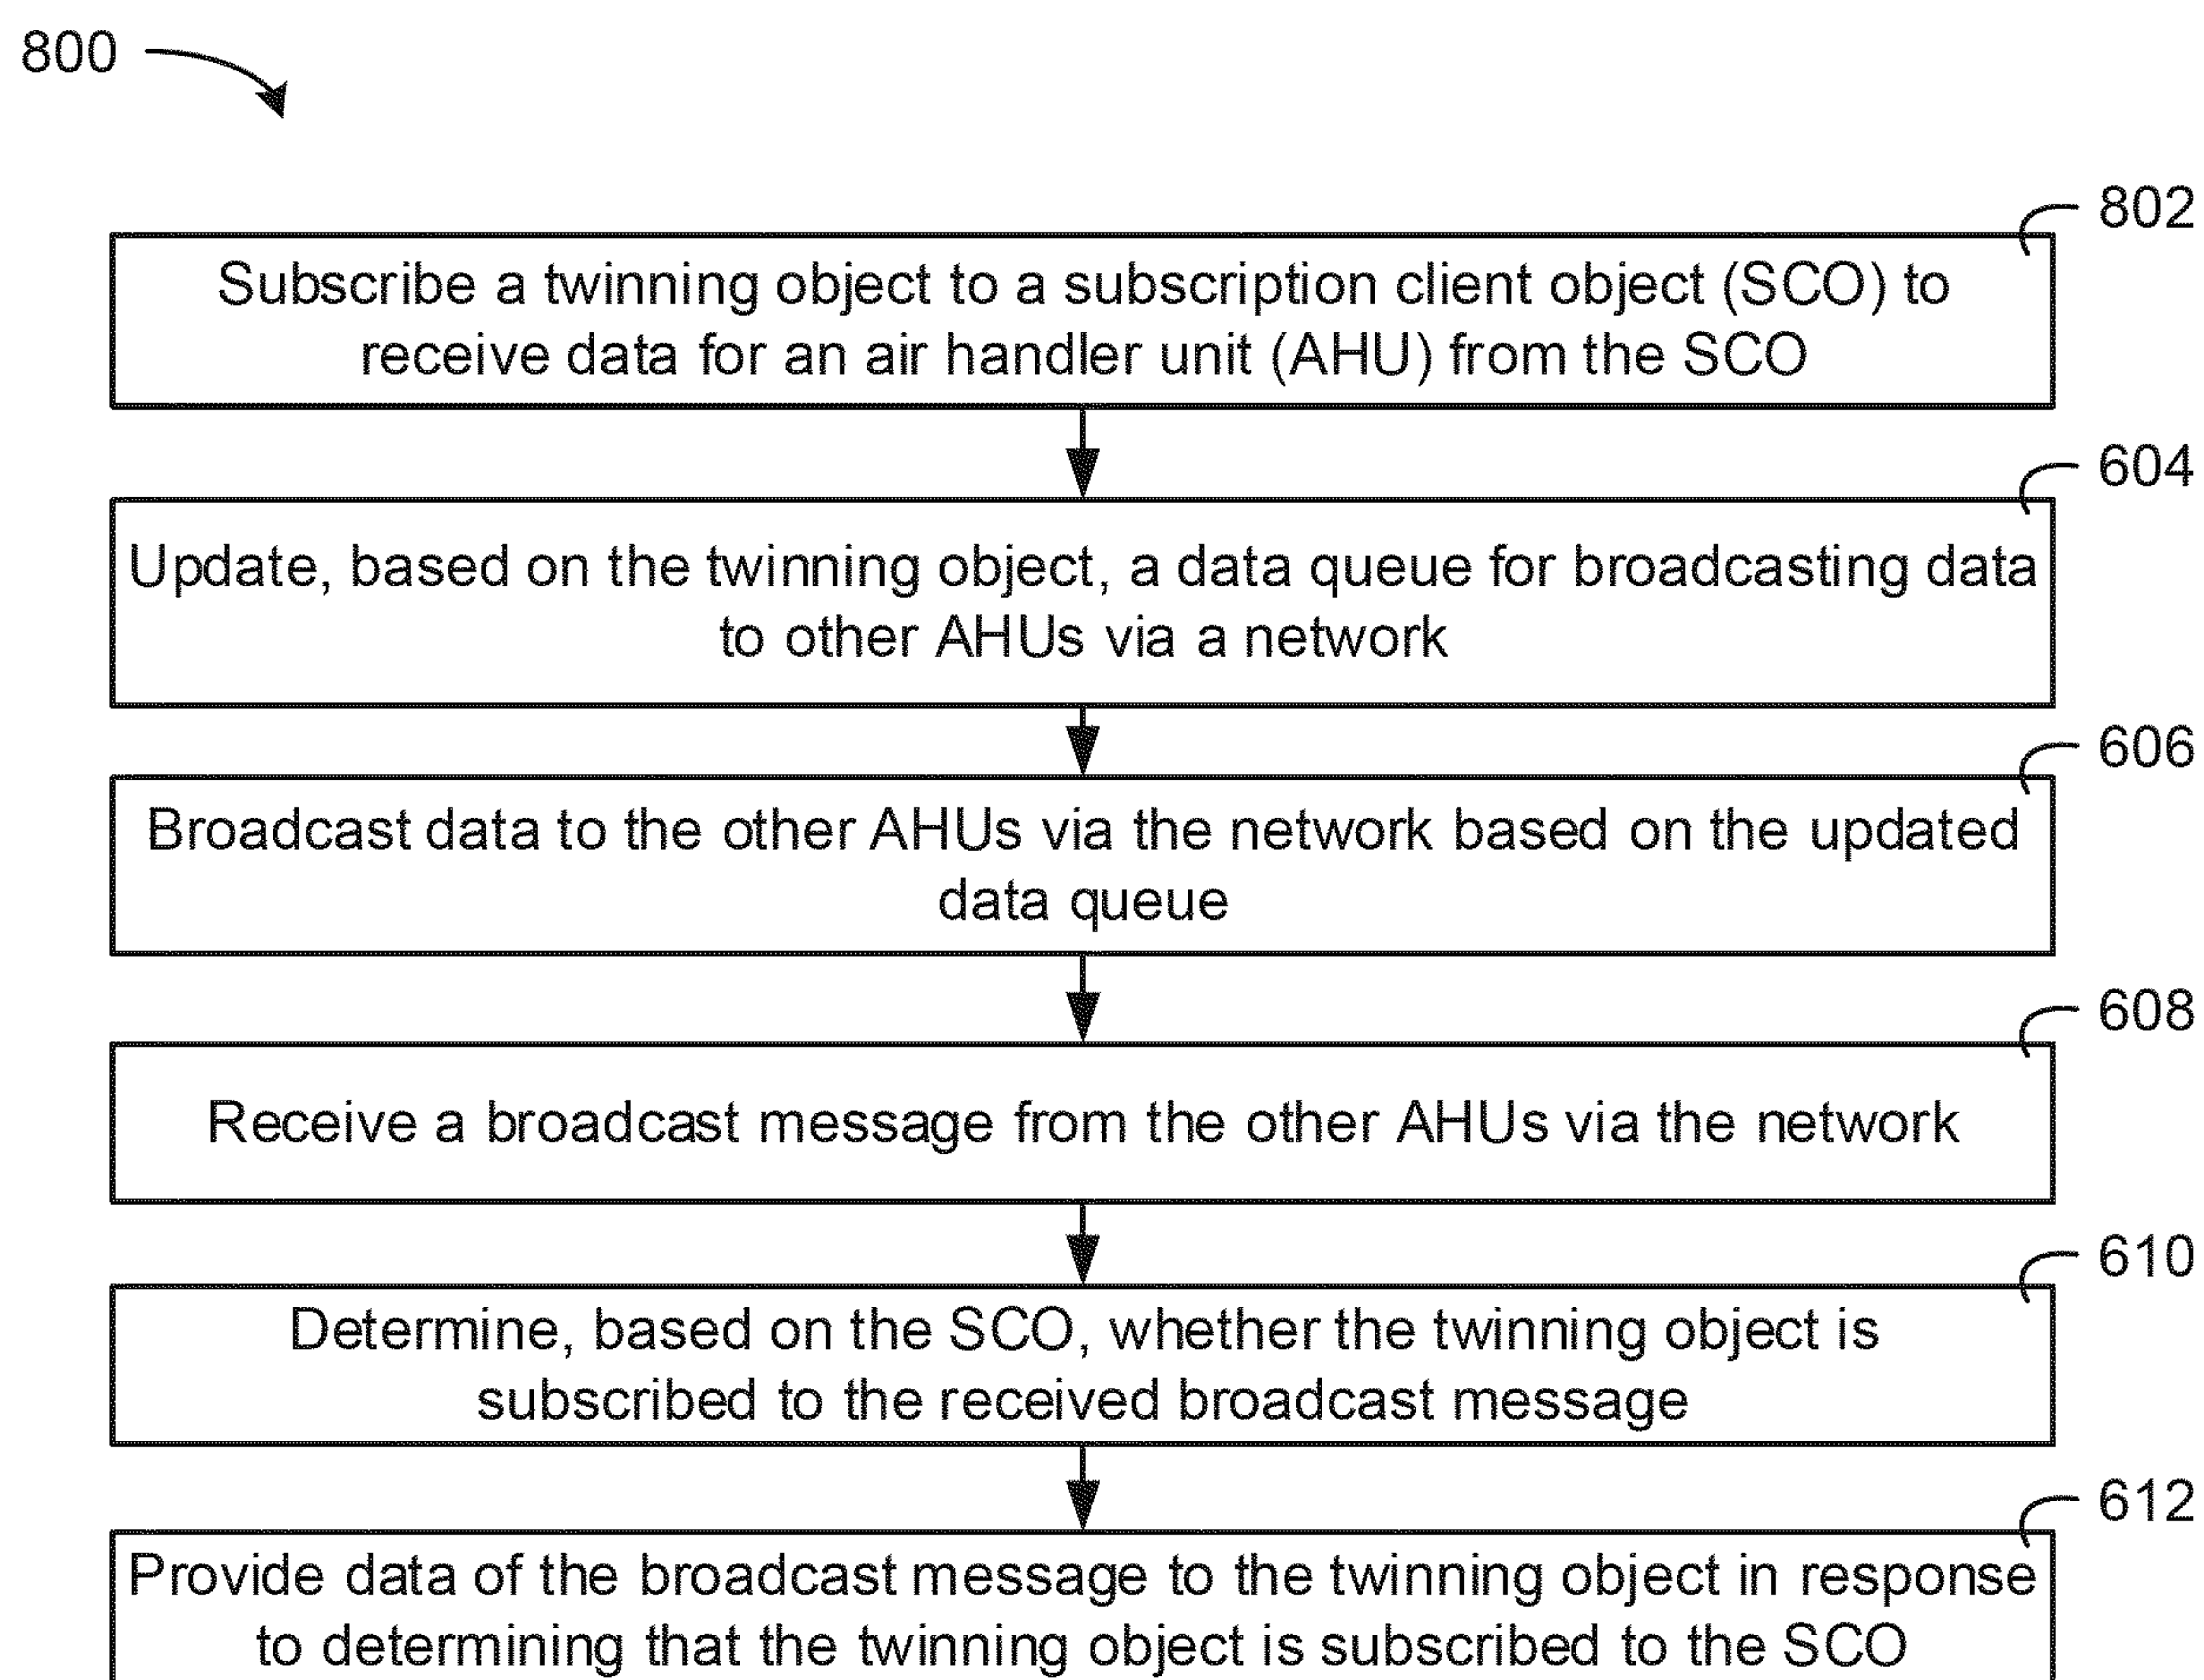 800
802
Subscribe a twinning object to a subscription client object (SCO) to
receive data for an air handler unit (AHU) from the SCO
604
Update, based on the twinning object, a data queue for broadcasting data
to other AHUs via a network
606
Broadcast data to the other AHUs via the network based on the updated
data queue
608
Receive a broadcast message from the other AHUs via the network
610
Determine, based on the SCO, whether the twinning object is
subscribed to the received broadcast message
612
Provide data of the broadcast message to the twinning object in response
to determining that the twinning object is subscribed to the SCO